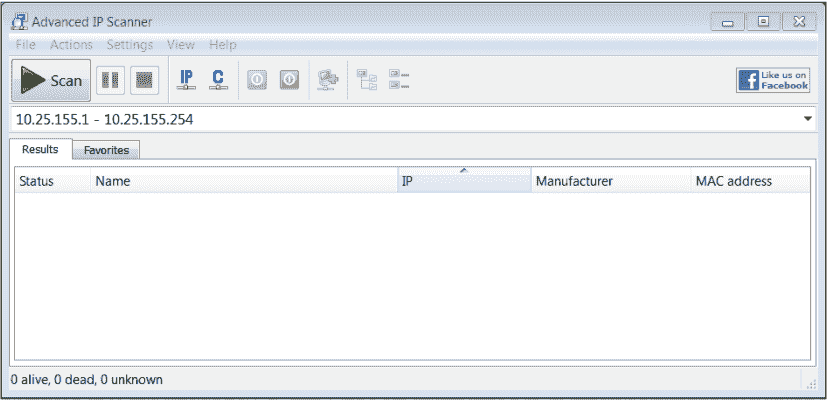 Advanced IP Scanner
File Actions Settings View Help
Scan IP C Like us on
Facebook
10.25.155.1 - 10.25.155.254
Results Favorites
Status Name IP Manufacturer MAC address
0 alive, 0 dead, 0 unknown